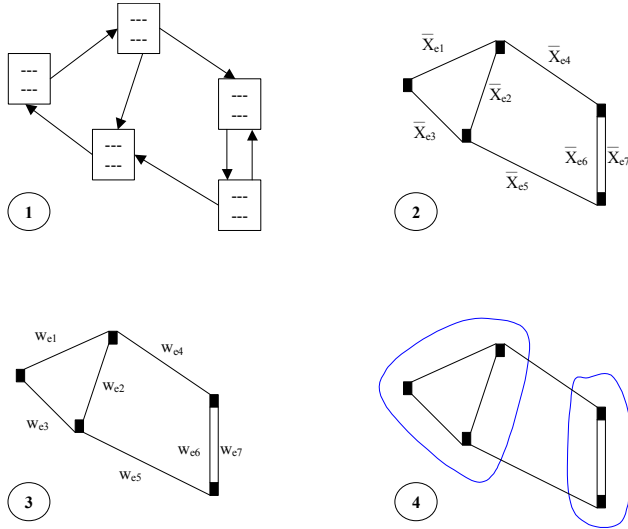 ---
---
---
---
---
---
---
---
---
---
1
X̅e1
X̅e4
X̅e2
X̅e3
X̅e6
X̅e7
X̅e5
2
We1
We4
We2
We3
We6
We7
We5
3
4